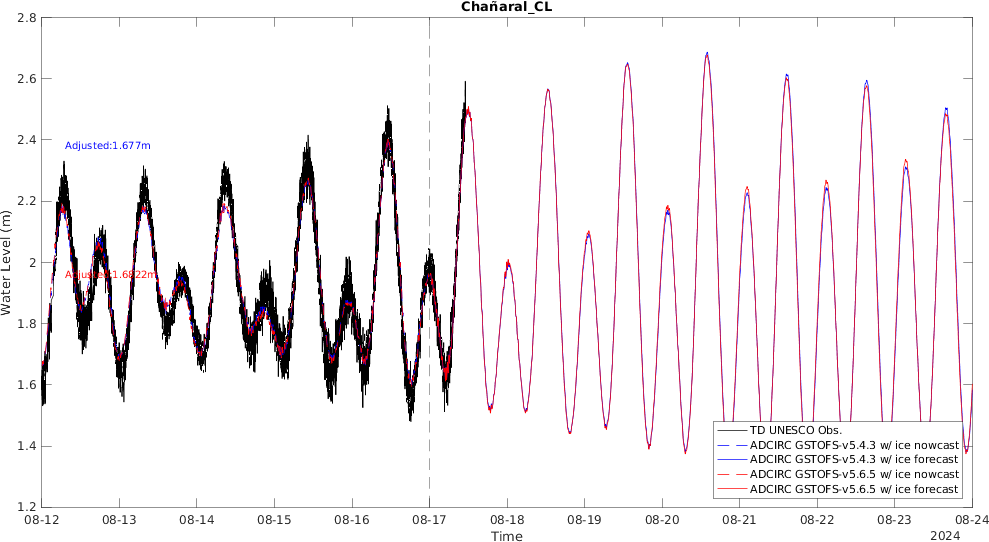 Chañaral_CL
2.8
2.6
2.4
2.2
2
1.8
1.6
1.4
1.2
Water Level (m)
Adjusted:1.677m
Adjusted:1.6822m
TD UNESCO Obs.
ADCIRC GSTOFS-v5.4.3 w/ ice nowcast
ADCIRC GSTOFS-v5.4.3 w/ ice forecast
ADCIRC GSTOFS-v5.6.5 w/ ice nowcast
ADCIRC GSTOFS-v5.6.5 w/ ice forecast
08-12 08-13 08-14 08-15 08-16 08-17 08-18 08-19 08-20 08-21 08-22 08-23 08-24
Time
2024